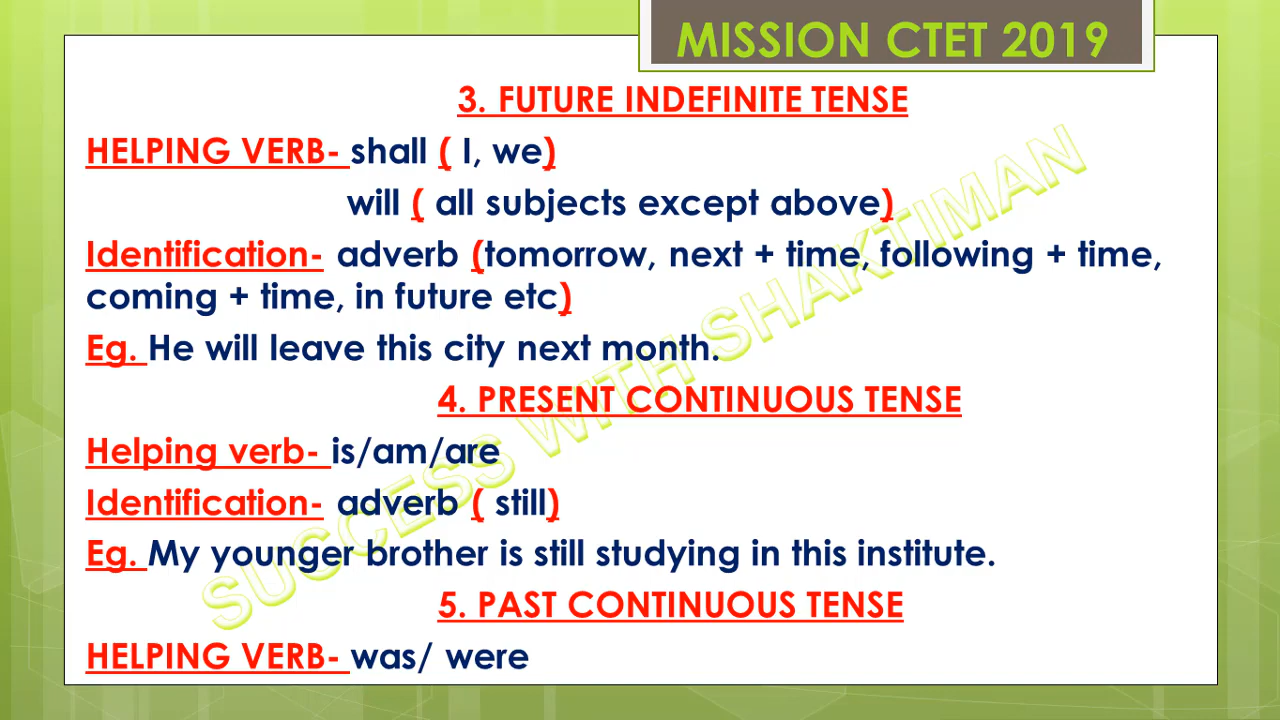 MISSION CTET 2019
3. FUTURE INDEFINITE TENSE
HELPING VERB- shall ( I, we)
will ( all subjects except above)
Identification- adverb (tomorrow, next + time, following + time,
coming + time, in future etc)
Eg. He will leave this city next month.
4. PRESENT CONTINUOUS TENSE
Helping verb- is/am/are
Identification- adverb ( still)
Eg. My younger brother is still studying in this institute.
5. PAST CONTINUOUS TENSE
HELPING VERB- was/ were
SUCCESS WITH SHAKTIMAN